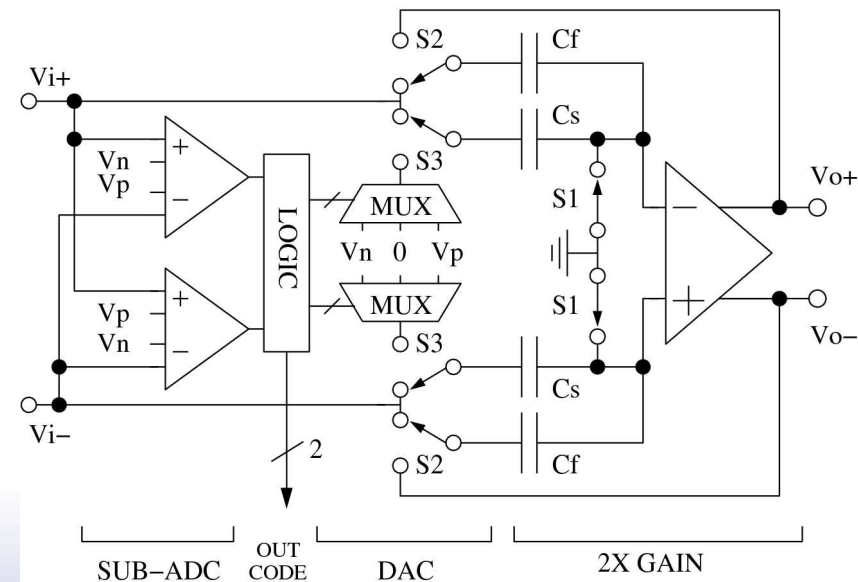 S2
Cf
Vi+
Cs
+
Vn
Vp
−
S3
MUX
LOGIC
S1
−
Vo+
Vn 0 Vp
+
Vp
Vn
−
MUX
S1
+
Vo−
S3
Cs
Vi−
Cf
2
S2
SUB−ADC
OUT
CODE
DAC
2X GAIN